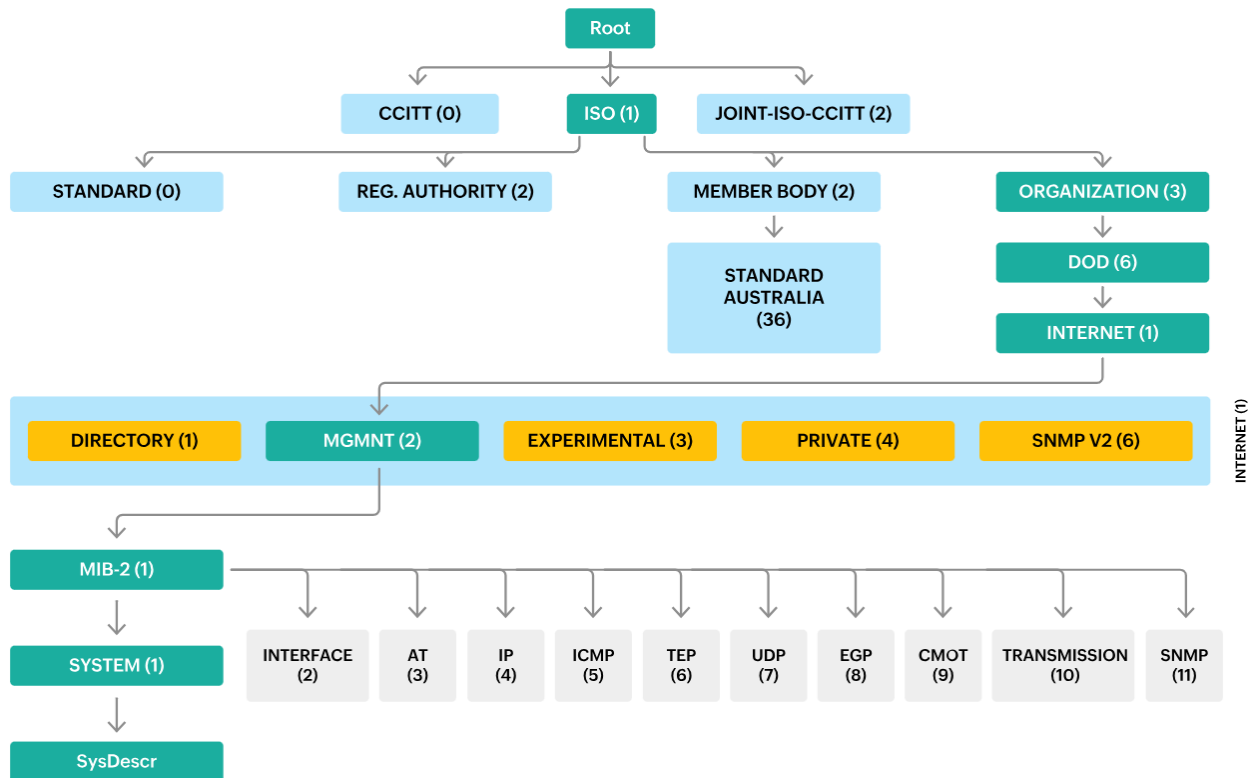 Root
CCITT (0)
ISO (1)
JOINT-ISO-CCITT (2)
STANDARD (0)
REG. AUTHORITY (2)
MEMBER BODY (2)
ORGANIZATION (3)
STANDARD
AUSTRALIA
(36)
DOD (6)
INTERNET (1)
DIRECTORY (1)
MGMNT (2)
EXPERIMENTAL (3)
PRIVATE (4)
SNMP V2 (6)
INTERNET (1)
MIB-2 (1)
SYSTEM (1)
INTERFACE
(2)
AT
(3)
IP
(4)
ICMP
(5)
TEP
(6)
UDP
(7)
EGP
(8)
CMOT
(9)
TRANSMISSION
(10)
SNMP
(11)
SysDescr